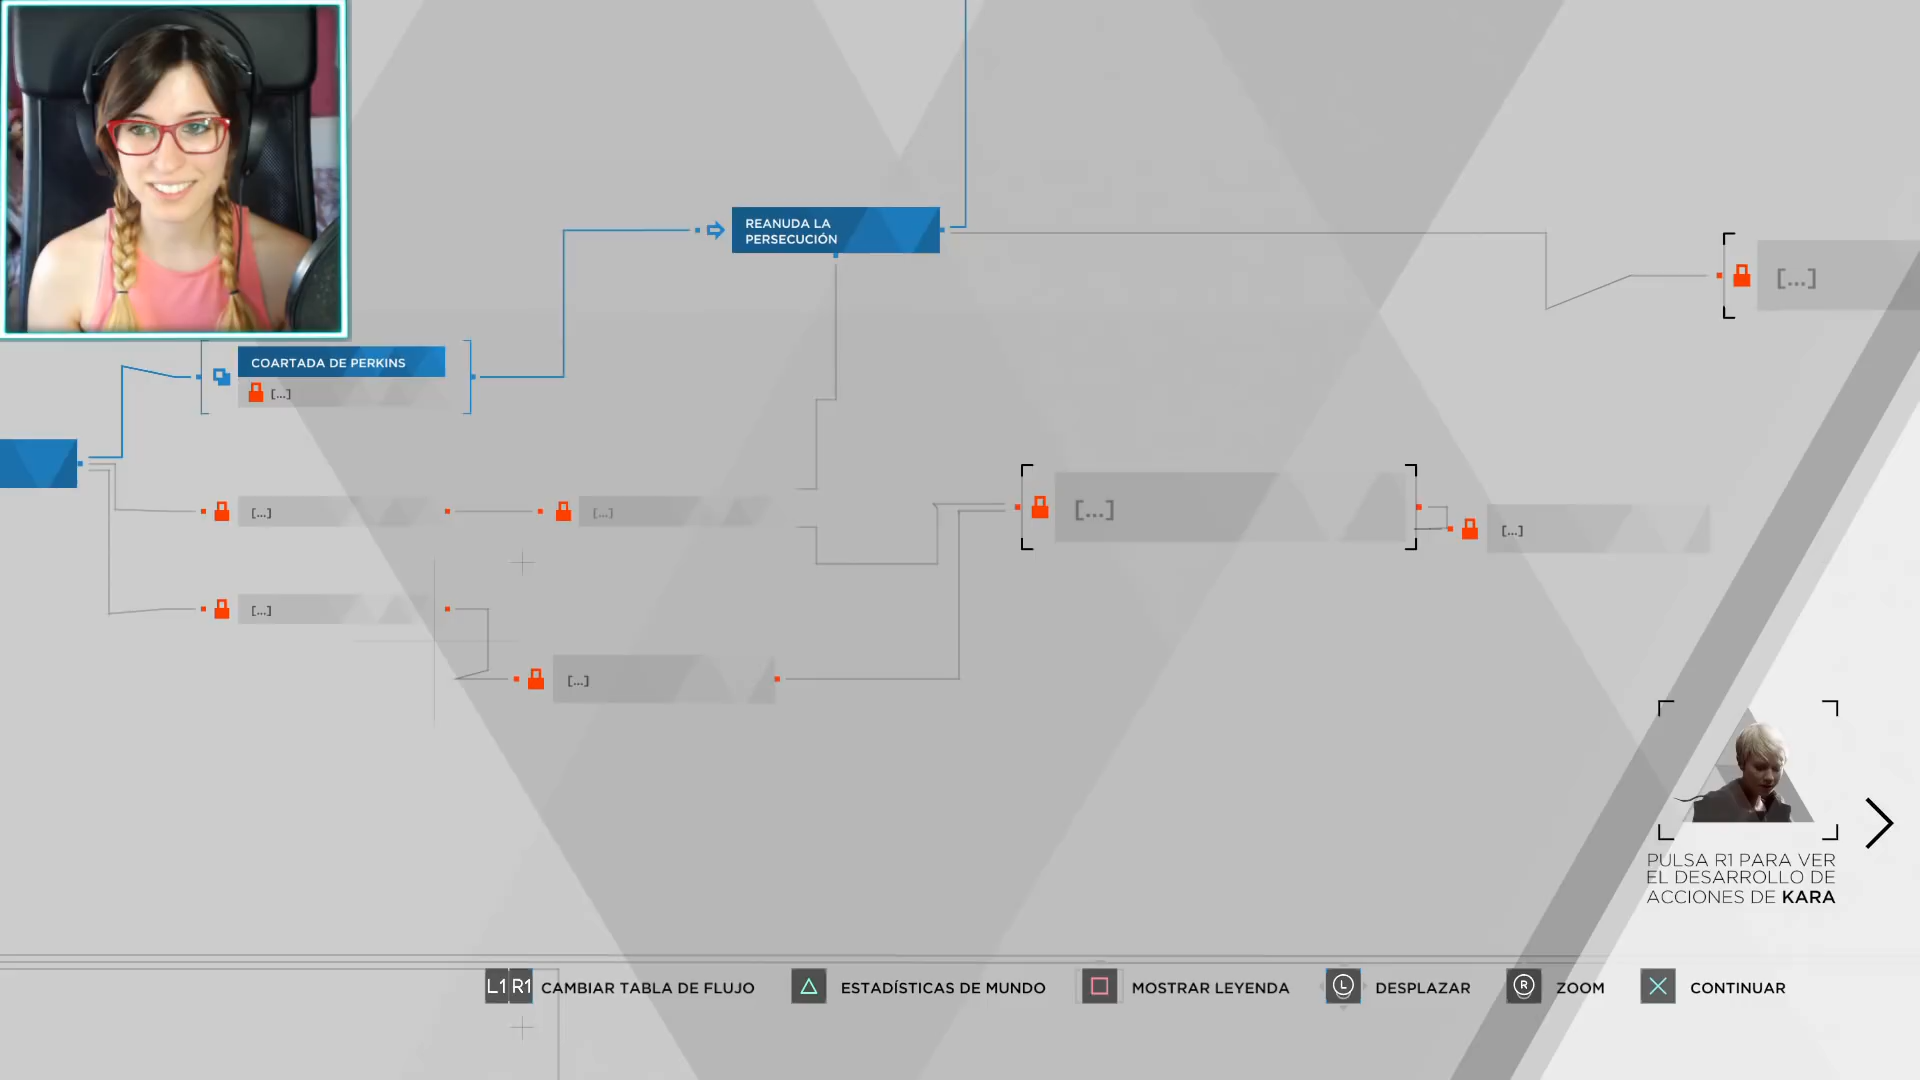 REANUDA LA
PERSECUCIÓN
[...]
COARTADA DE PERKINS
[...]
[...]
[...]
[...]
[...]
[...]
[...]
PULSA R1 PARA VER
EL DESARROLLO DE
ACCIONES DE KARA
L1 R1 CAMBIAR TABLA DE FLUJO
ESTADÍSTICAS DE MUNDO
MOSTRAR LEYENDA
L DESPLAZAR
R ZOOM
CONTINUAR